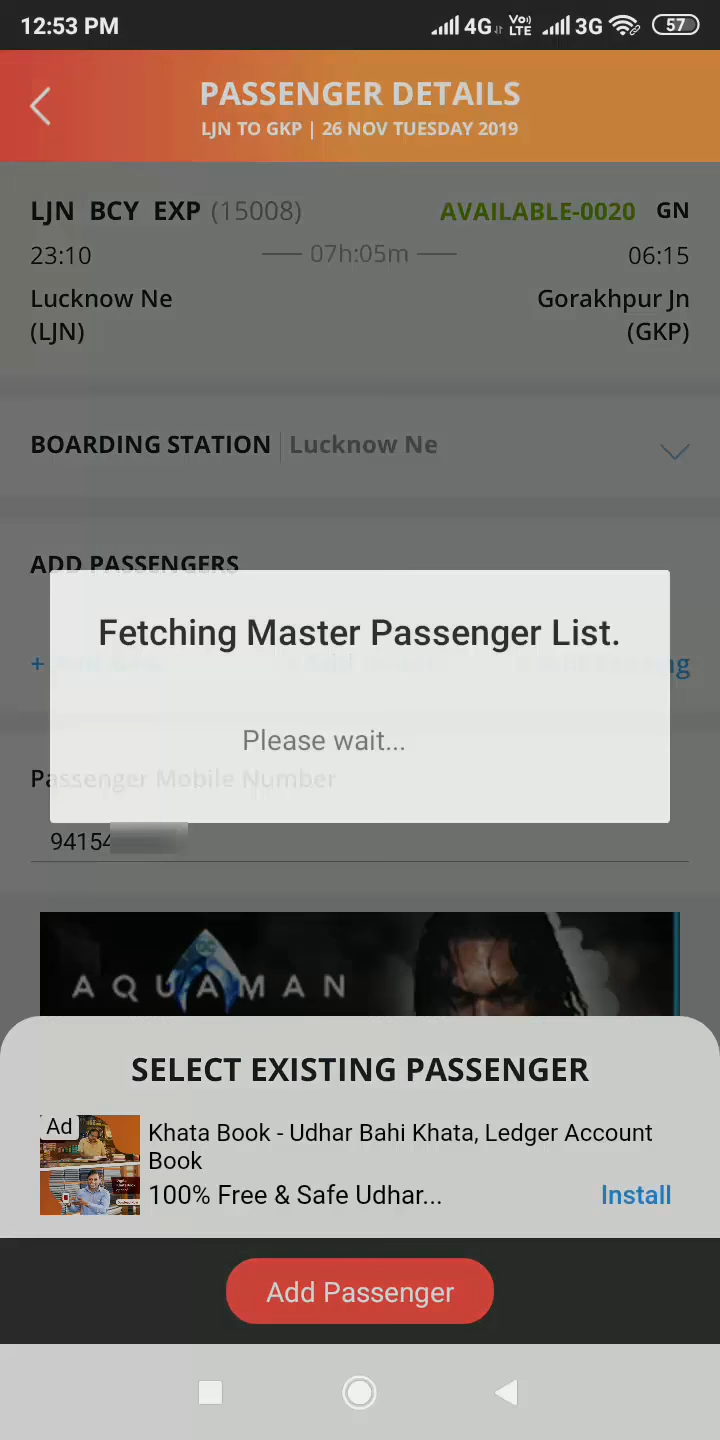 12:53 PM 4G Vo)) LTE 3G 57
PASSENGER DETAILS
LJN TO GKP | 26 NOV TUESDAY 2019
LJN BCY EXP (15008) AVAILABLE-0020 GN
23:10 07h:05m 06:15
Lucknow Ne Gorakhpur Jn
(LJN) (GKP)
BOARDING STATION Lucknow Ne
ADD PASSENGERS
Fetching Master Passenger List.
+
Please wait...
Passenger Mobile Number
94154
AQUAMAN
SELECT EXISTING PASSENGER
Ad
Khata Book - Udhar Bahi Khata, Ledger Account
Book
100% Free & Safe Udhar... Install
Add Passenger